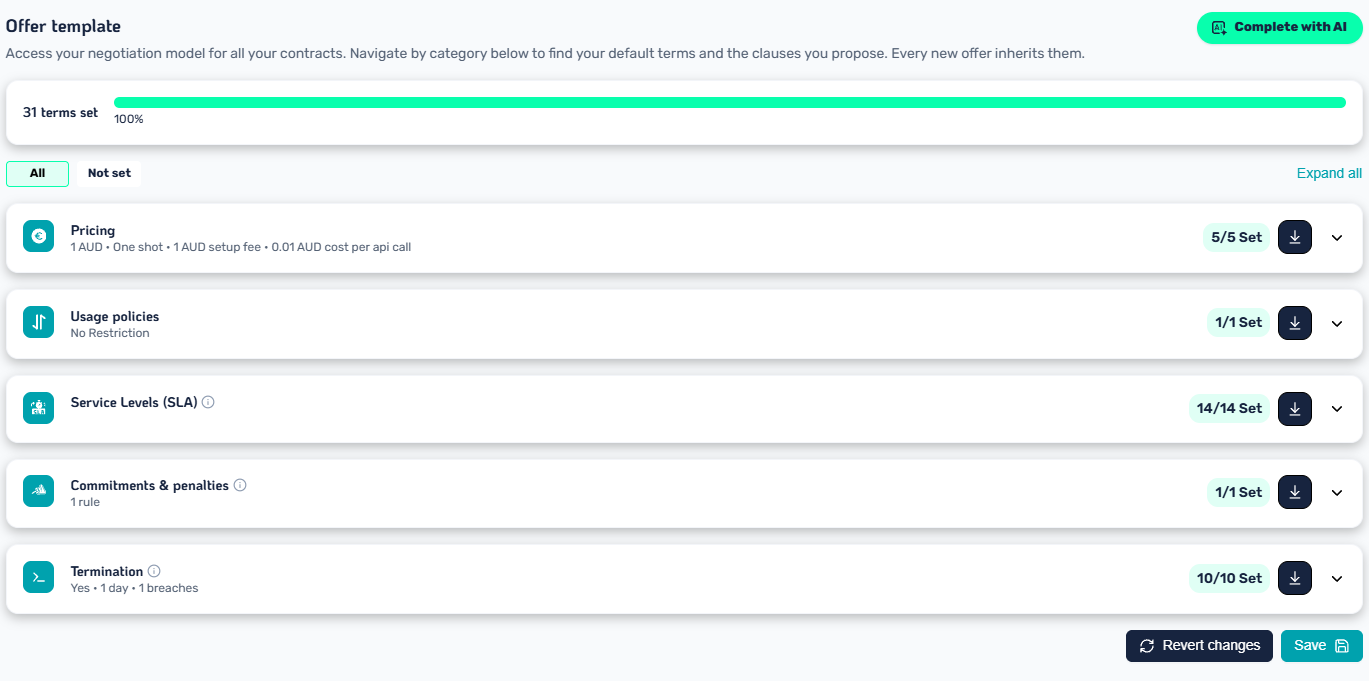 Offer template
Complete with AI
Access your negotiation model for all your contracts. Navigate by category below to find your default terms and the clauses you propose. Every new offer inherits them.
31 terms set
100%
All
Not set
Expand all
Pricing
1 AUD • One shot • 1 AUD setup fee • 0.01 AUD cost per api call
5/5 Set
Usage policies
No Restriction
1/1 Set
Service Levels (SLA)
14/14 Set
Commitments & penalties
1 rule
1/1 Set
Termination
Yes • 1 day • 1 breaches
10/10 Set
Revert changes
Save